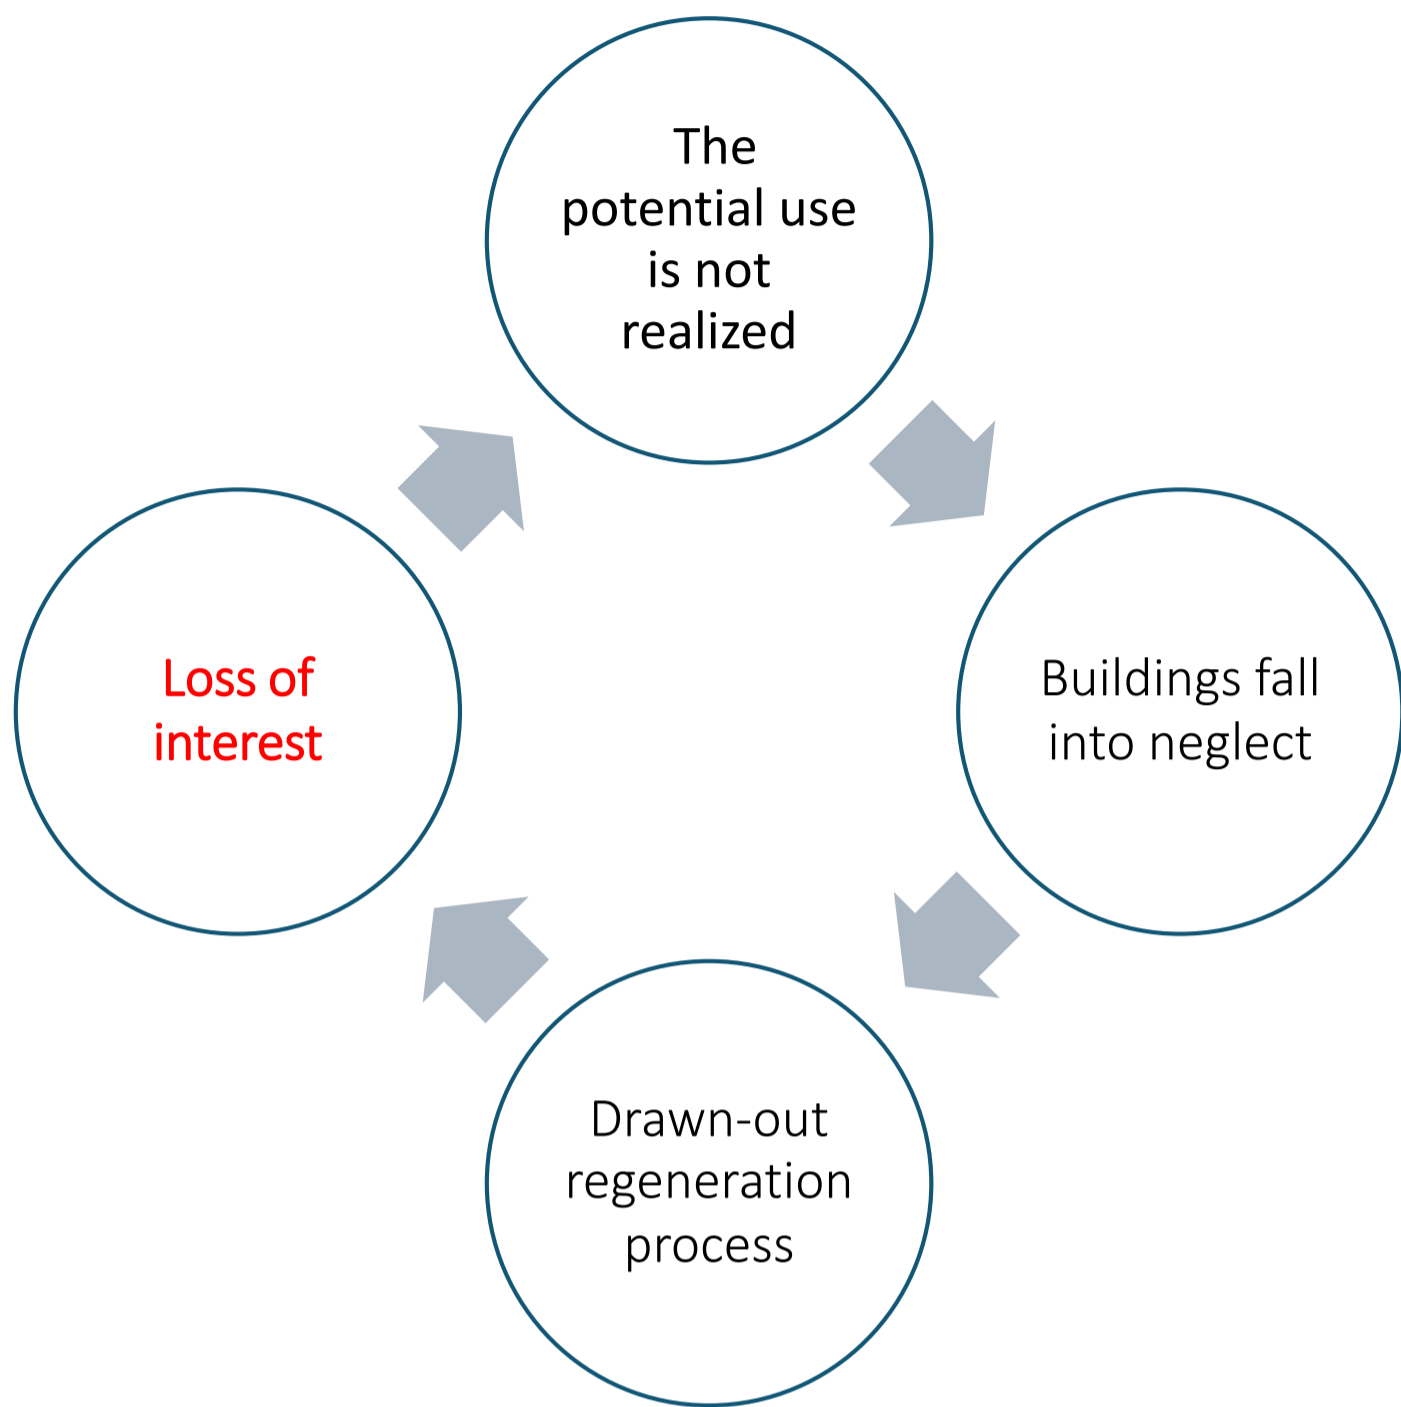 The
potential use
is not
realized
Loss of
interest
Buildings fall
into neglect
Drawn-out
regeneration
process